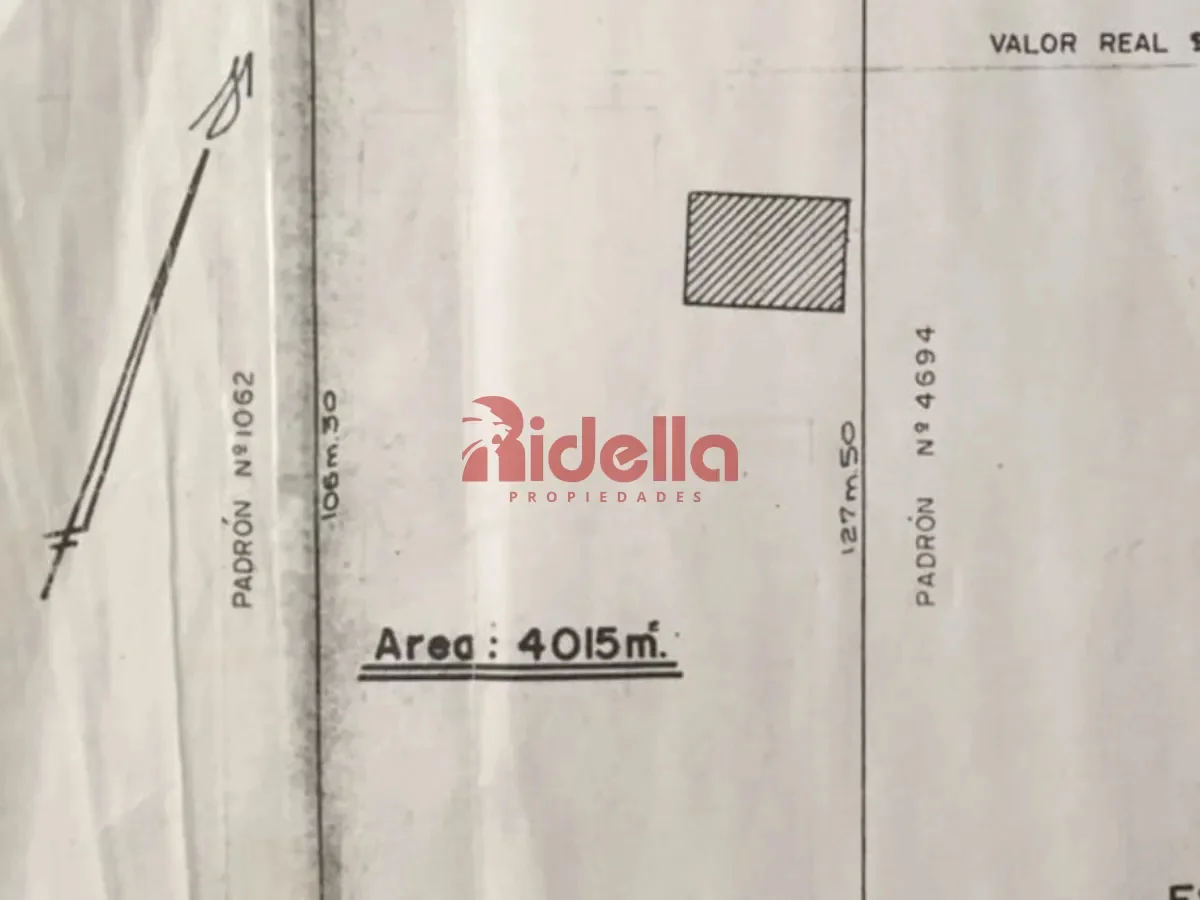 VALOR REAL $
PADRÓN Nº 1062
106m.30
127m.50
PADRÓN Nº 4694
Ridella
PROPIEDADES
Area: 4015m².